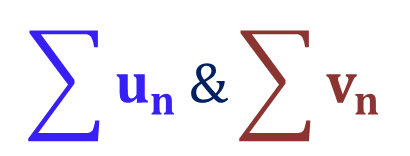 ∑ uₙ & ∑ vₙ